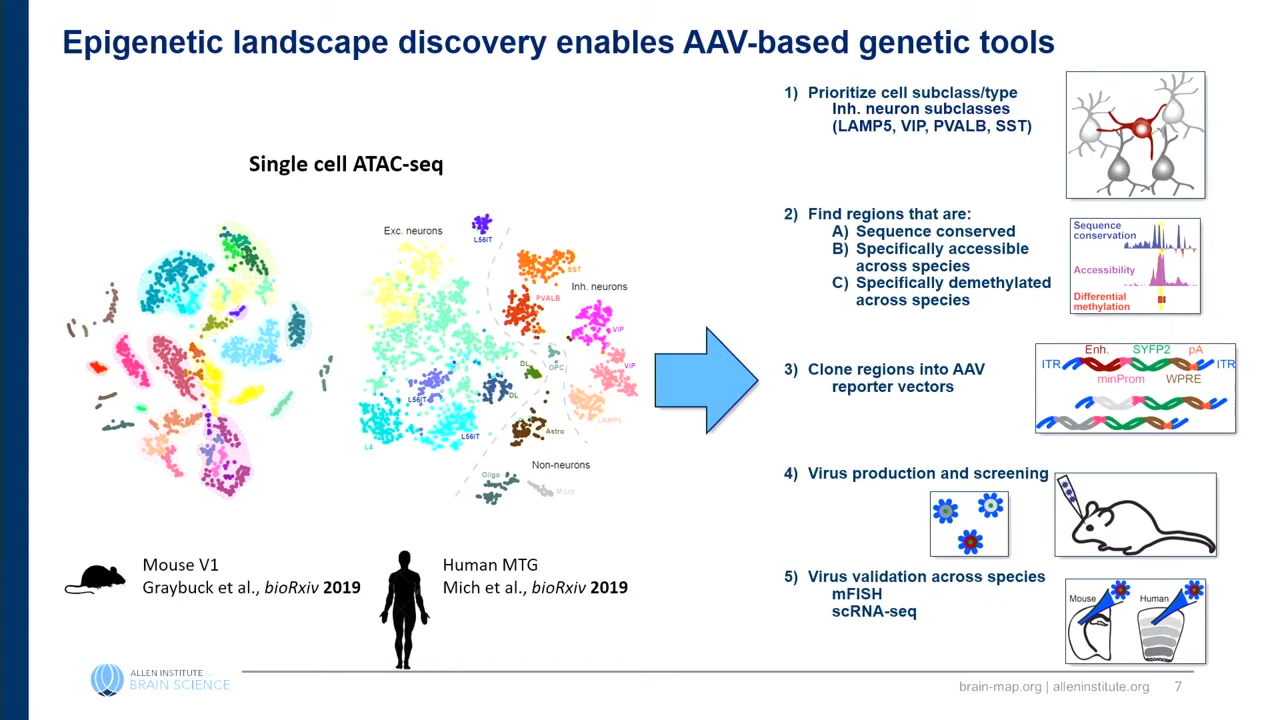 Epigenetic landscape discovery enables AAV-based genetic tools
Single cell ATAC-seq
Exc. neurons
L56IT
SST
Inh. neurons
PVALB
VIP
VIP
DL
OPC
L56IT
DL
LAMP5
L4
L56IT
Astro
Non-neurons
Oligo
Micro
Mouse V1
Graybuck et al., bioRxiv 2019
Human MTG
Mich et al., bioRxiv 2019
1) Prioritize cell subclass/type
Inh. neuron subclasses
(LAMP5, VIP, PVALB, SST)
2) Find regions that are:
A) Sequence conserved
B) Specifically accessible
across species
C) Specifically demethylated
across species
Sequence
conservation
Accessibility
Differential
methylation
3) Clone regions into AAV
reporter vectors
Enh. SYFP2 pA
ITR ITR
minProm WPRE
4) Virus production and screening
5) Virus validation across species
mFISH
scRNA-seq
Mouse Human
ALLEN INSTITUTE for
BRAIN SCIENCE
brain-map.org | alleninstitute.org 7